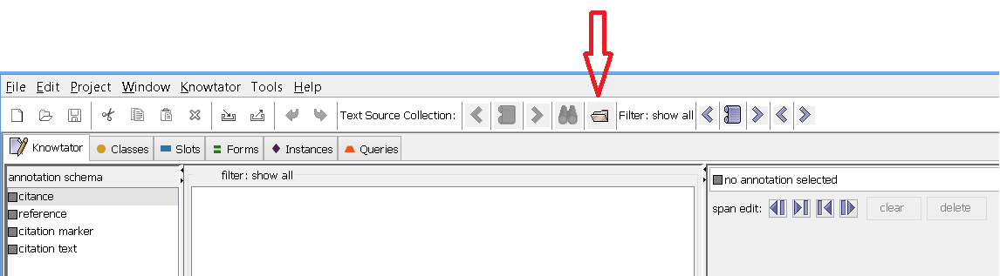 File Edit Project Window Knowtator Tools Help
Text Source Collection: Filter: show all
Knowtator Classes Slots Forms Instances Queries
annotation schema
filter: show all
no annotation selected
citance
reference
span edit: clear delete
citation marker
citation text